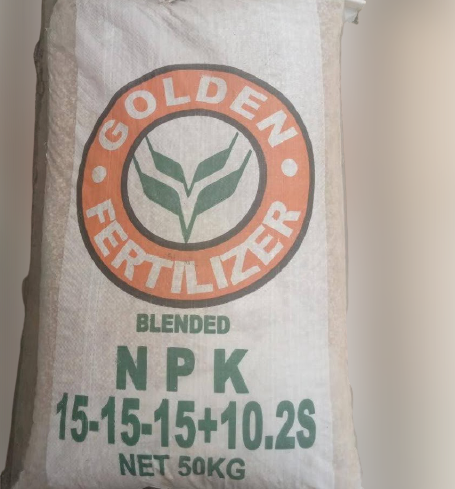 GOLDEN
FERTILIZER
BLENDED
NPK
15-15-15+10.2S
NET 50KG